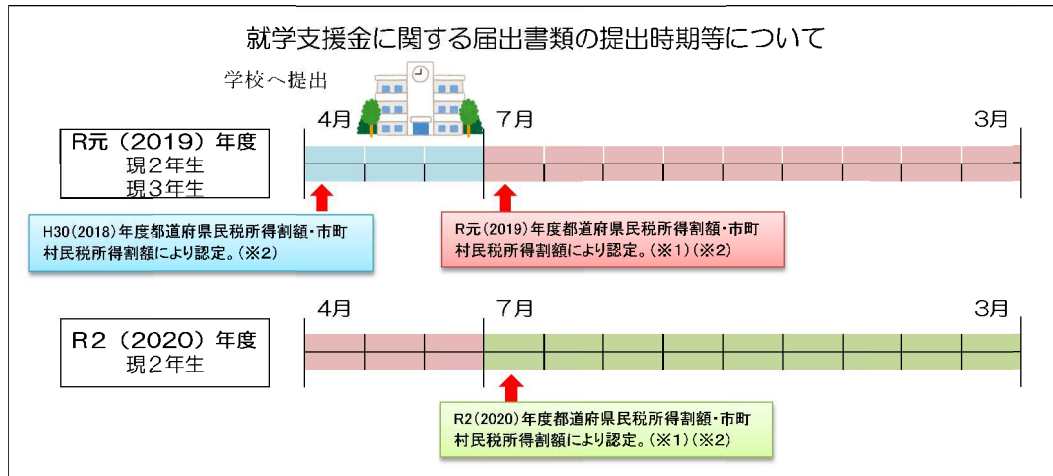 就学支援金に関する届出書類の提出時期等について
学校へ提出
4月
7月
3月
R元（2019）年度
現2年生
現3年生
H30(2018)年度都道府県民税所得割額・市町
村民税所得割額により認定。(※2)
R元(2019)年度都道府県民税所得割額・市町
村民税所得割額により認定。(※1)(※2)
4月
7月
3月
R2（2020）年度
現2年生
R2(2020)年度都道府県民税所得割額・市町
村民税所得割額により認定。(※1)(※2)